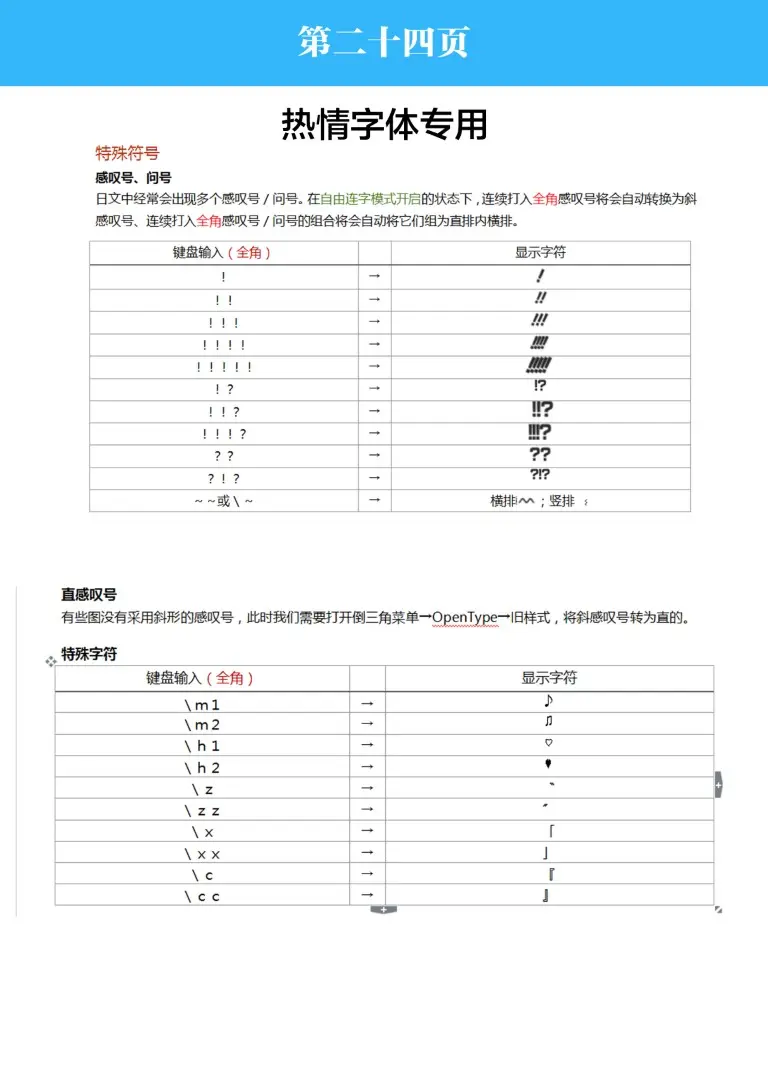 第二十四页
热情字体专用
特殊符号
感叹号、问号
日文中经常会出现多个感叹号 / 问号。在自由连字模式开启的状态下，连续打入全角感叹号将会自动转换为斜
感叹号、连续打入全角感叹号 / 问号的组合将会自动将它们组为直排内横排。
键盘输入（全角） 显示字符
！ → !
！！ → !!
！！！ → !!!
！！！！ → !!!!
！！！！！ → !!!!!
！？ → !?
！！？ → !!?
！！！？ → !!!?
？？ → ??
？！？ → ?!?
～～或\～ → 横排〰；竖排 ⌇
直感叹号
有些图没有采用斜形的感叹号，此时我们需要打开倒三角菜单→OpenType→旧样式，将斜感叹号转为直的。
特殊字符
键盘输入（全角） 显示字符
\ｍ１ → ♪
\ｍ２ → ♫
\ｈ１ → ♡
\ｈ２ → ♥
\ｚ → 〝
\ｚｚ → 〞
\ｘ → ｢
\ｘｘ → ｣
\ｃ → 『
\ｃｃ → 』